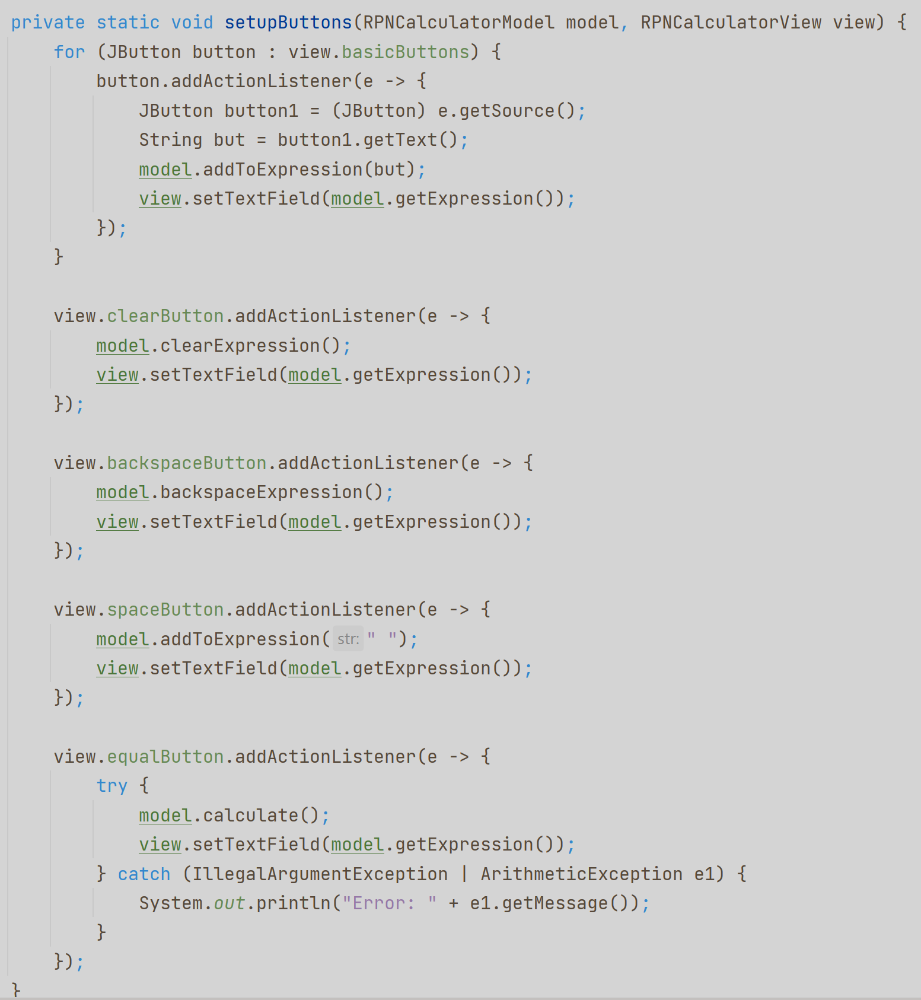 private static void setupButtons(RPNCalculatorModel model, RPNCalculatorView view) {
    for (JButton button : view.basicButtons) {
        button.addActionListener(e -> {
            JButton button1 = (JButton) e.getSource();
            String but = button1.getText();
            model.addToExpression(but);
            view.setTextField(model.getExpression());
        });
    }

    view.clearButton.addActionListener(e -> {
        model.clearExpression();
        view.setTextField(model.getExpression());
    });

    view.backspaceButton.addActionListener(e -> {
        model.backspaceExpression();
        view.setTextField(model.getExpression());
    });

    view.spaceButton.addActionListener(e -> {
        model.addToExpression( str: " ");
        view.setTextField(model.getExpression());
    });

    view.equalButton.addActionListener(e -> {
        try {
            model.calculate();
            view.setTextField(model.getExpression());
        } catch (IllegalArgumentException | ArithmeticException e1) {
            System.out.println("Error: " + e1.getMessage());
        }
    });
}